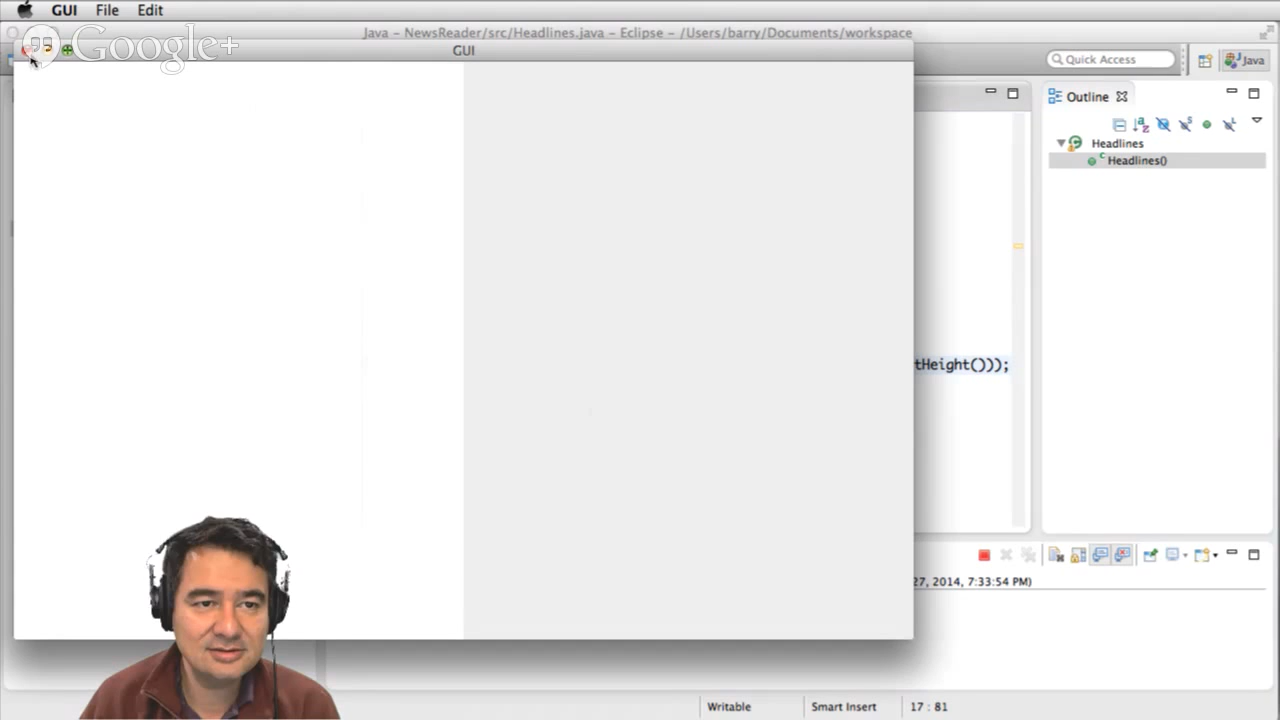 GUI File Edit
Java - NewsReader/src/Headlines.java - Eclipse - /Users/barry/Documents/workspace
Google+
GUI
Quick Access
Java
Outline
Headlines
Headlines()
tHeight()));
27, 2014, 7:33:54 PM)
Writable Smart Insert 17 : 81